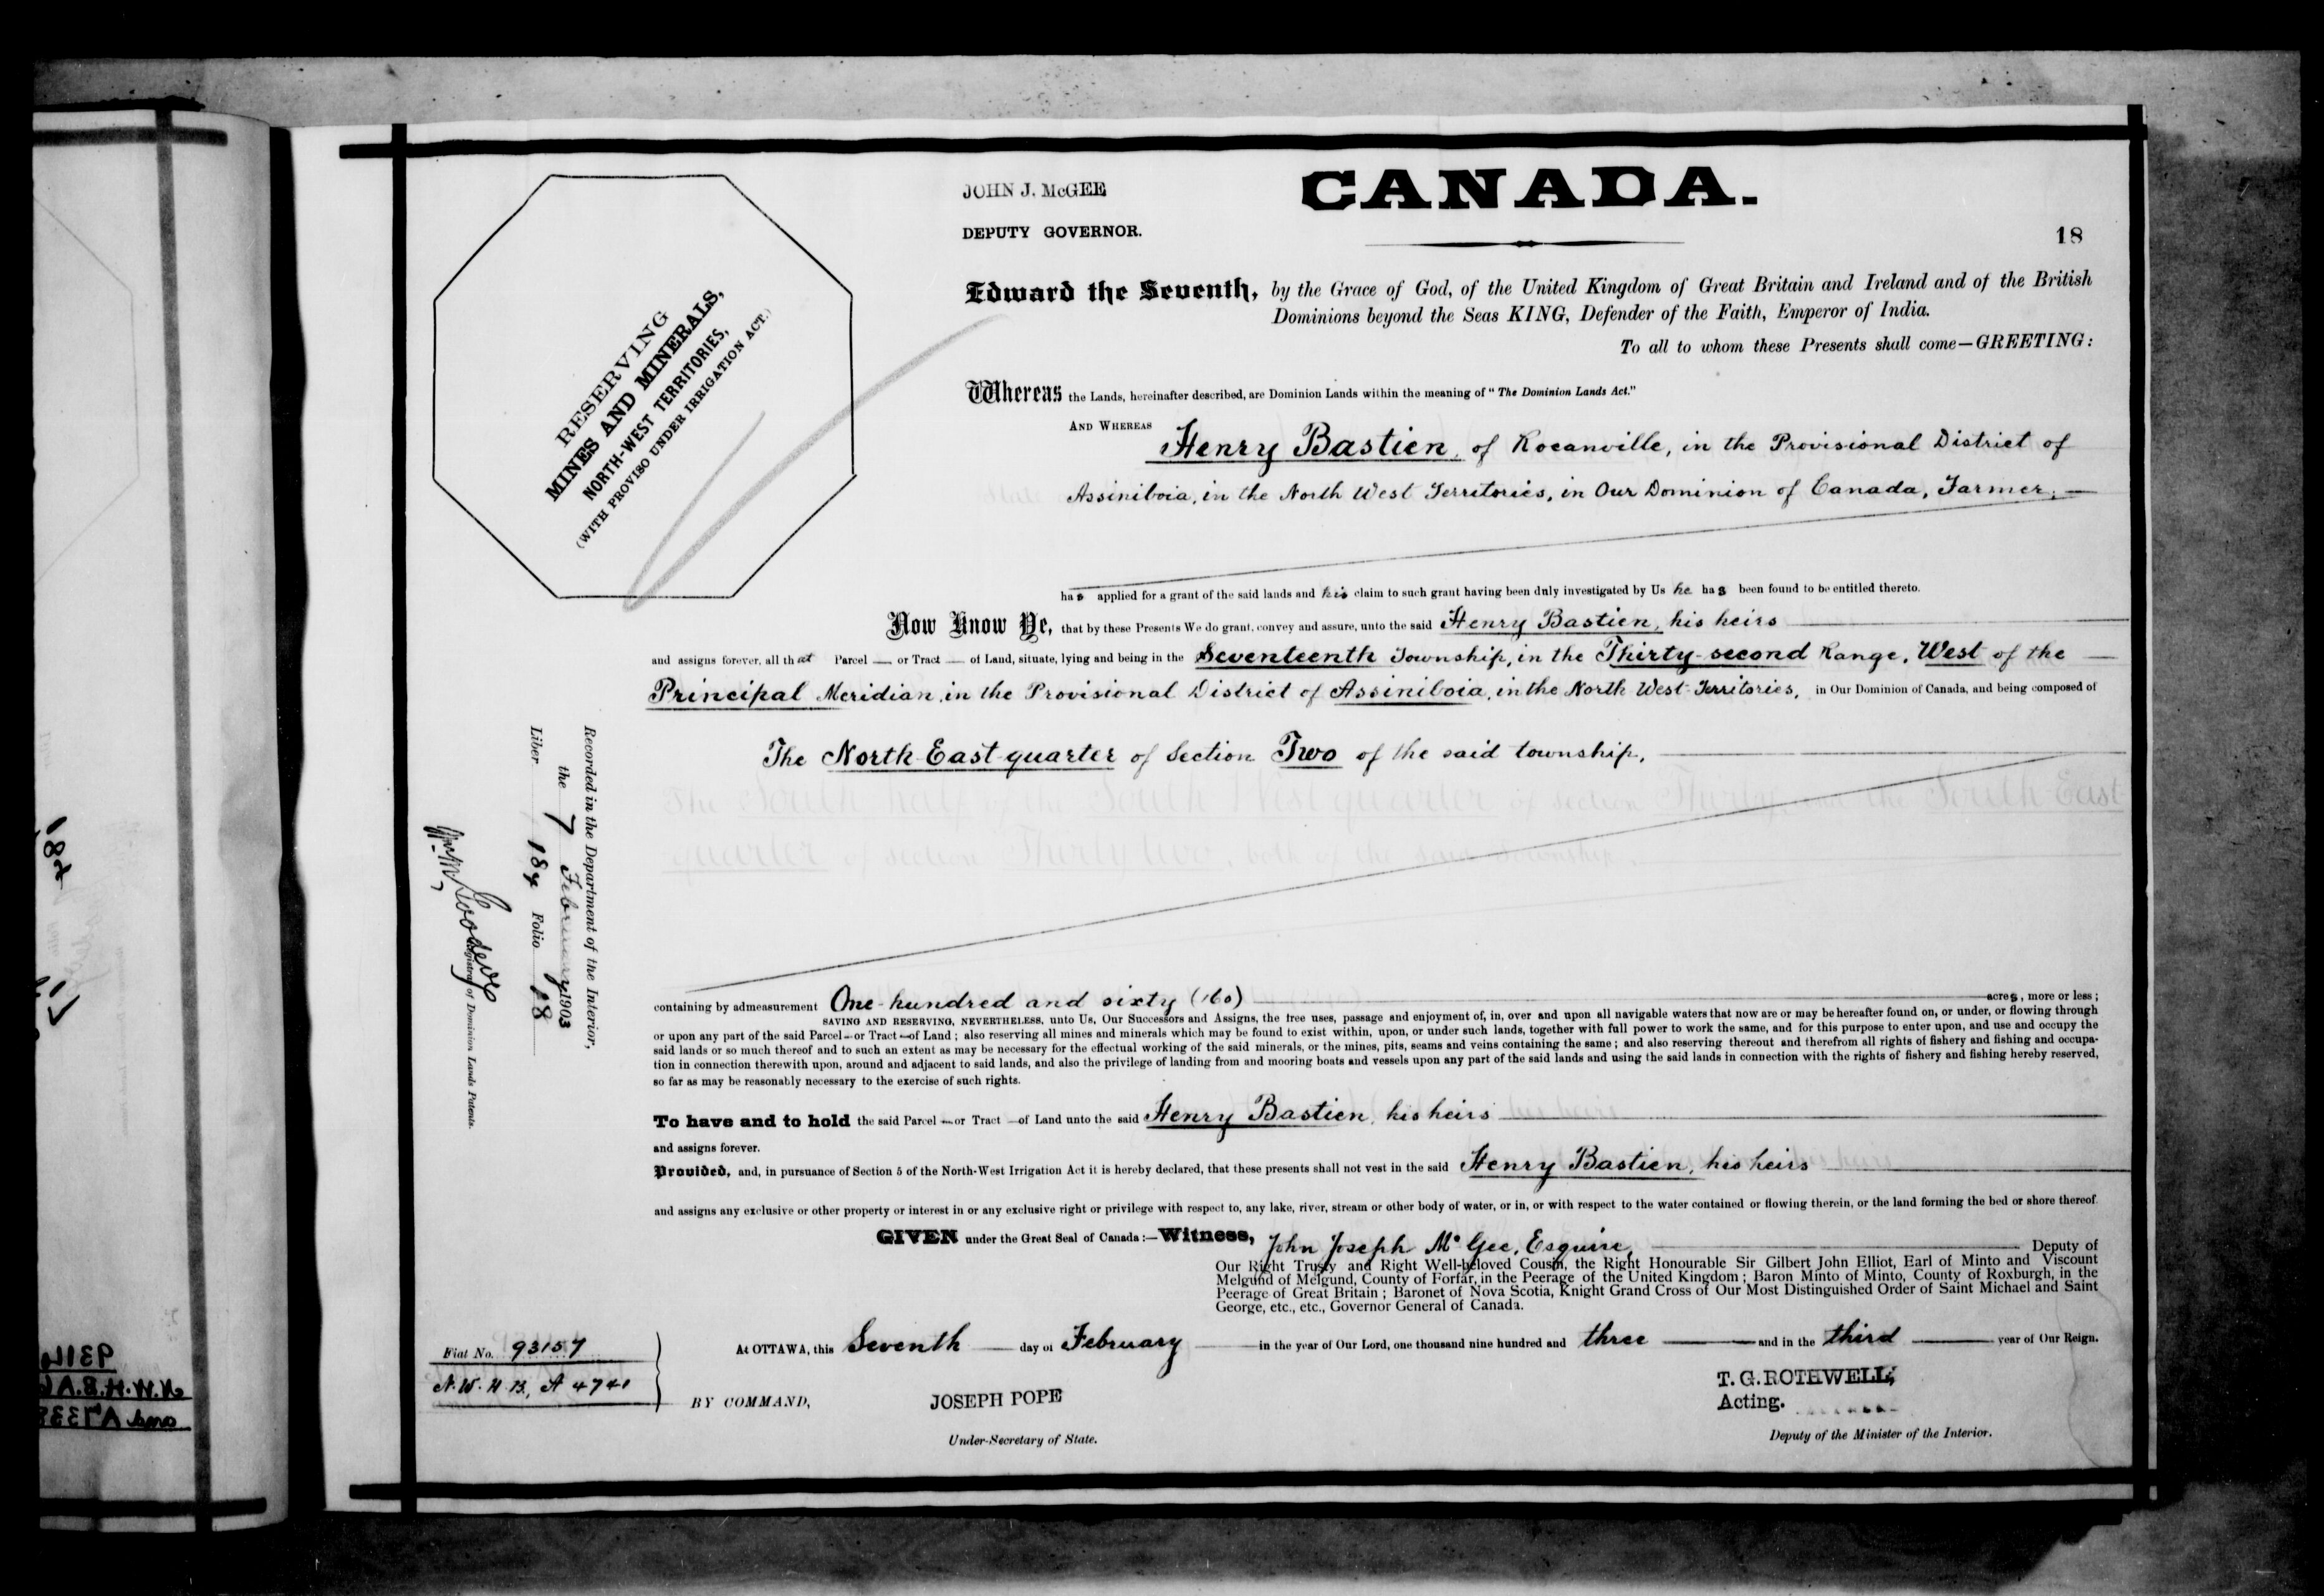 JOHN J. McGEE
DEPUTY GOVERNOR.
CANADA.
18
RESERVING
MINES AND MINERALS,
NORTH-WEST TERRITORIES,
(WITH PROVISO UNDER IRRIGATION ACT.)
Edward the Seventh, by the Grace of God, of the United Kingdom of Great Britain and Ireland and of the British
Dominions beyond the Seas KING, Defender of the Faith, Emperor of India.
To all to whom these Presents shall come—GREETING:
Whereas the Lands, hereinafter described, are Dominion Lands within the meaning of "The Dominion Lands Act."
AND WHEREAS Henry Bastien, of Rocanville, in the Provisional District of
Assiniboia, in the North West Territories, in Our Dominion of Canada, Farmer,
has applied for a grant of the said lands and his claim to such grant having been duly investigated by Us he has been found to be entitled thereto.
Now Know Ye, that by these Presents We do grant, convey and assure, unto the said Henry Bastien, his heirs
and assigns forever, all that Parcel or Tract of Land, situate, lying and being in the Seventeenth Township, in the Thirty-second Range, West of the
Principal Meridian, in the Provisional District of Assiniboia, in the North West Territories, in Our Dominion of Canada, and being composed of
The North East quarter of Section Two of the said township,
containing by admeasurement One hundred and sixty (160) acres, more or less;
SAVING AND RESERVING, NEVERTHELESS, unto Us, Our Successors and Assigns, the free uses, passage and enjoyment of, in, over and upon all navigable waters that now are or may be hereafter found on, or under, or flowing through
or upon any part of the said Parcel or Tract of Land; also reserving all mines and minerals which may be found to exist within, upon, or under such lands, together with full power to work the same, and for this purpose to enter upon, and use and occupy the
said lands or so much thereof and to such an extent as may be necessary for the effectual working of the said minerals, or the mines, pits, seams and veins containing the same; and also reserving thereout and therefrom all rights of fishery and fishing and occupa-
tion in connection therewith upon, around and adjacent to said lands, and also the privilege of landing from and mooring boats and vessels upon any part of the said lands and using the said lands in connection with the rights of fishery and fishing hereby reserved,
so far as may be reasonably necessary to the exercise of such rights.
To have and to hold the said Parcel or Tract of Land unto the said Henry Bastien, his heirs
and assigns forever.
Provided, and, in pursuance of Section 5 of the North-West Irrigation Act it is hereby declared, that these presents shall not vest in the said Henry Bastien, his heirs
and assigns any exclusive or other property or interest in or any exclusive right or privilege with respect to, any lake, river, stream or other body of water, or in, or with respect to the water contained or flowing therein, or the land forming the bed or shore thereof.
GIVEN under the Great Seal of Canada:—Witness, John Joseph McGee, Esquire, Deputy of
Our Right Trusty and Right Well-beloved Cousin, the Right Honourable Sir Gilbert John Elliot, Earl of Minto and Viscount
Melgund of Melgund, County of Forfar, in the Peerage of the United Kingdom; Baron Minto of Minto, County of Roxburgh, in the
Peerage of Great Britain; Baronet of Nova Scotia, Knight Grand Cross of Our Most Distinguished Order of Saint Michael and Saint
George, etc., etc., Governor General of Canada.
At OTTAWA, this Seventh day of February in the year of Our Lord, one thousand nine hundred and three and in the third year of Our Reign.
BY COMMAND,
JOSEPH POPE
Under-Secretary of State.
T. G. ROTHWELL,
Acting.
Deputy of the Minister of the Interior.
Fiat No. 93157
N.W.H.B, A 4741
Recorded in the Department of the Interior,
the 7 February 1903
Liber 184 Folio 18
Registrar of Dominion Lands Patents.
182
17